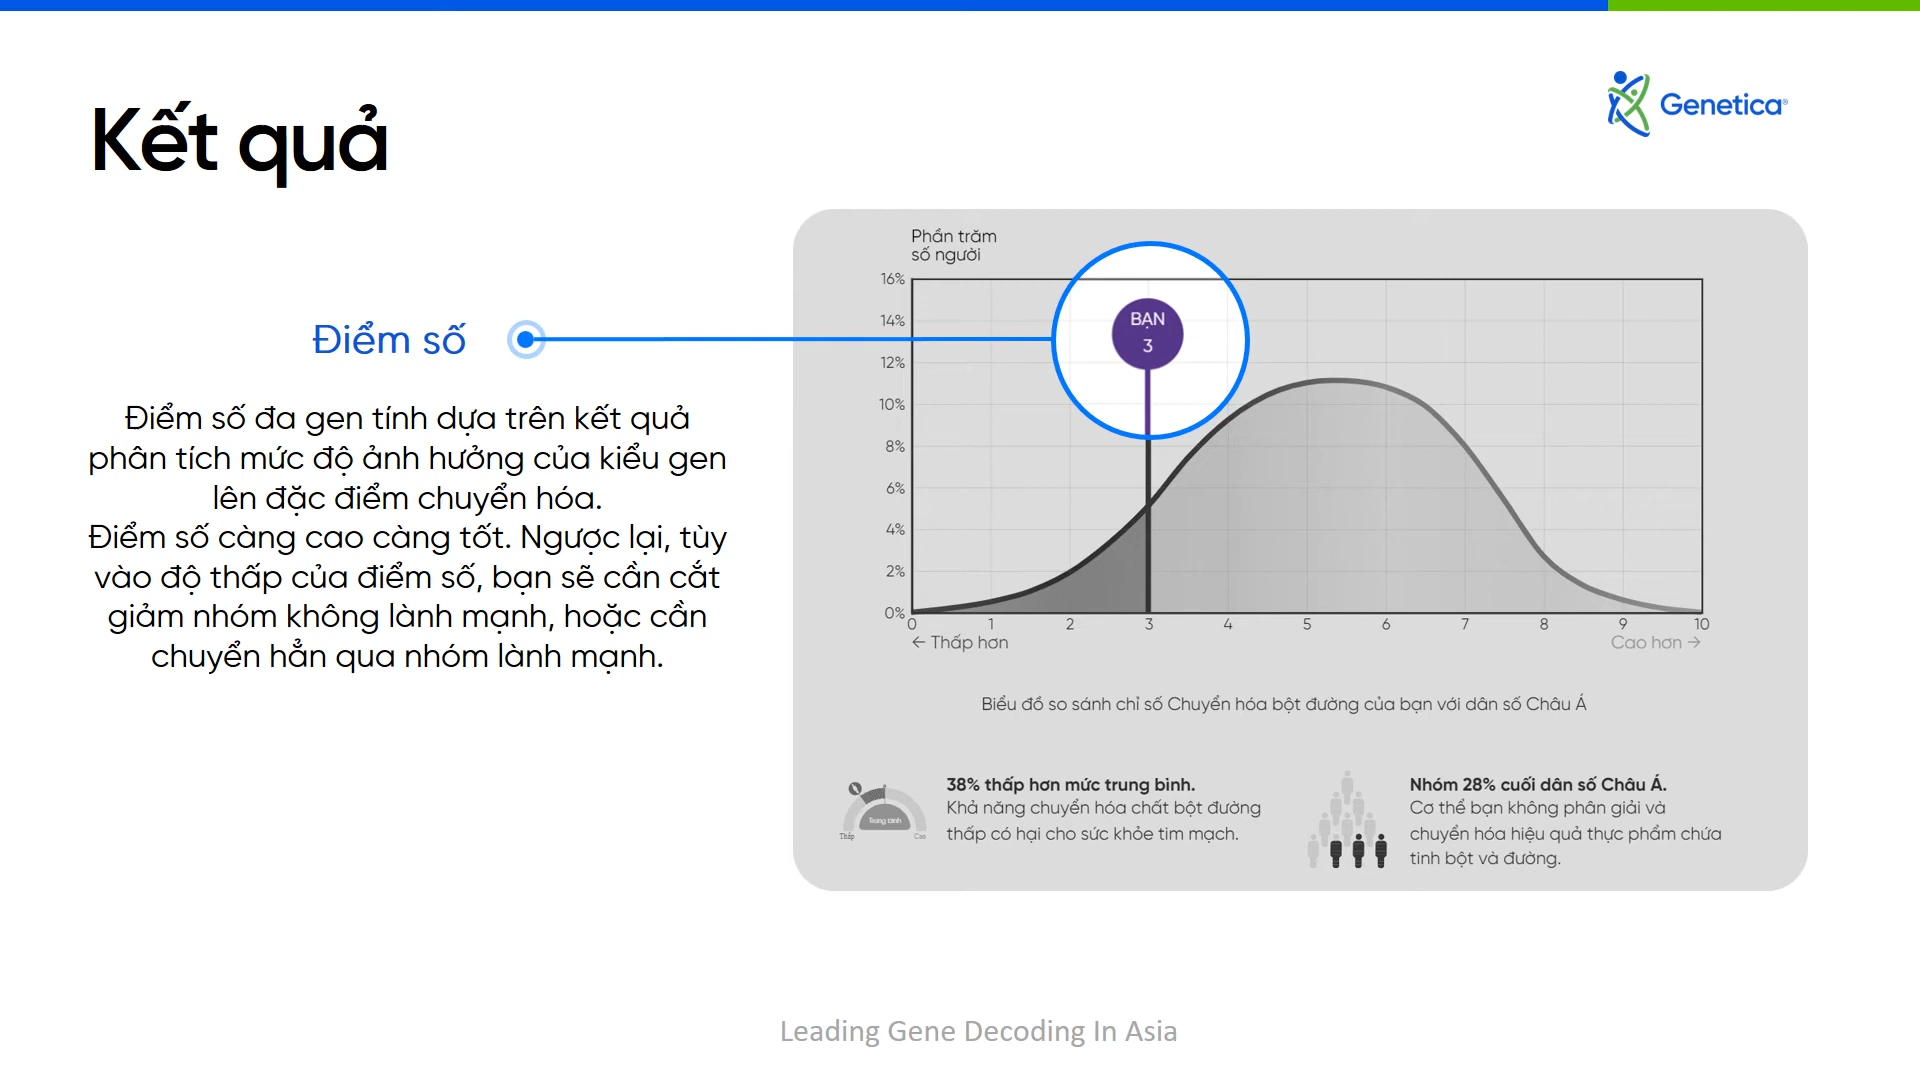 Kết quả
Genetica®
Điểm số
Điểm số đa gen tính dựa trên kết quả
phân tích mức độ ảnh hưởng của kiểu gen
lên đặc điểm chuyển hóa.
Điểm số càng cao càng tốt. Ngược lại, tùy
vào độ thấp của điểm số, bạn sẽ cần cắt
giảm nhóm không lành mạnh, hoặc cần
chuyển hẳn qua nhóm lành mạnh.
Phần trăm
số người
16%
14%
12%
10%
8%
6%
4%
2%
0%
BẠN
3
0 1 2 3 4 5 6 7 8 9 10
← Thấp hơn
Cao hơn →
Biểu đồ so sánh chỉ số Chuyển hóa bột đường của bạn với dân số Châu Á
Trung bình
Thấp
Cao
38% thấp hơn mức trung bình.
Khả năng chuyển hóa chất bột đường
thấp có hại cho sức khỏe tim mạch.
Nhóm 28% cuối dân số Châu Á.
Cơ thể bạn không phân giải và
chuyển hóa hiệu quả thực phẩm chứa
tinh bột và đường.
Leading Gene Decoding In Asia